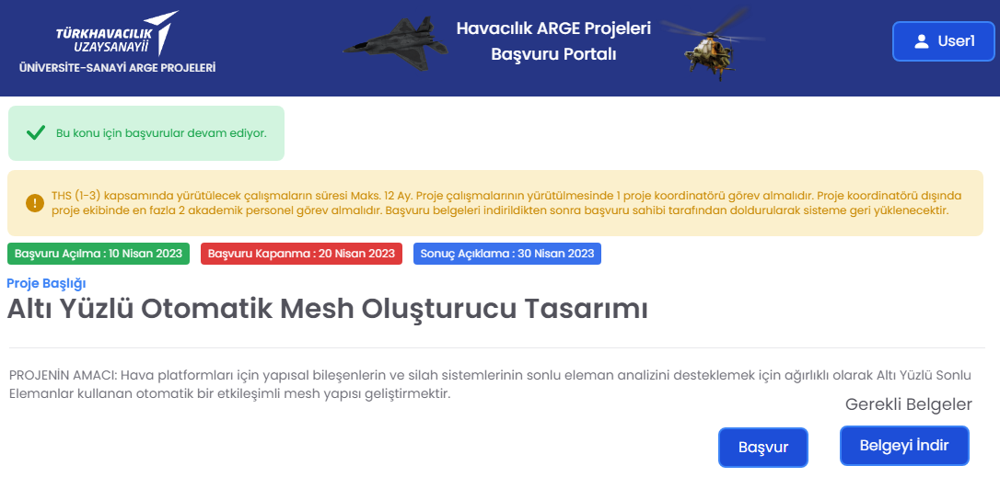 TÜRKHAVACILIK
UZAYSANAYİİ
ÜNİVERSİTE-SANAYİ ARGE PROJELERİ
Havacılık ARGE Projeleri
Başvuru Portalı
User1
Bu konu için başvurular devam ediyor.
THS (1-3) kapsamında yürütülecek çalışmaların süresi Maks. 12 Ay. Proje çalışmalarının yürütülmesinde 1 proje koordinatörü görev almalıdır. Proje koordinatörü dışında
proje ekibinde en fazla 2 akademik personel görev almalıdır. Başvuru belgeleri indirildikten sonra başvuru sahibi tarafından doldurularak sisteme geri yüklenecektir.
Başvuru Açılma : 10 Nisan 2023 Başvuru Kapanma : 20 Nisan 2023 Sonuç Açıklama : 30 Nisan 2023
Proje Başlığı
Altı Yüzlü Otomatik Mesh Oluşturucu Tasarımı
PROJENİN AMACI: Hava platformları için yapısal bileşenlerin ve silah sistemlerinin sonlu eleman analizini desteklemek için ağırlıklı olarak Altı Yüzlü Sonlu
Elemanlar kullanan otomatik bir etkileşimli mesh yapısı geliştirmektir.
Gerekli Belgeler
Başvur Belgeyi İndir